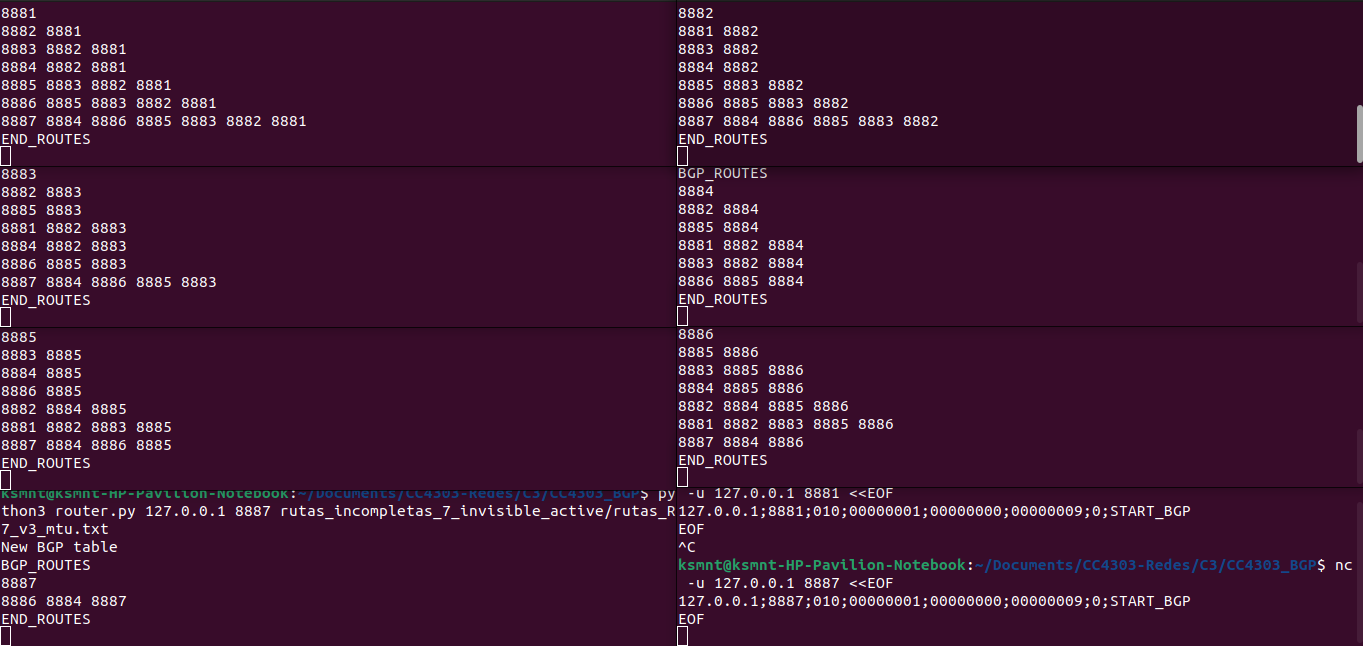 8881
8882 8881
8883 8882 8881
8884 8882 8881
8885 8883 8882 8881
8886 8885 8883 8882 8881
8887 8884 8886 8885 8883 8882 8881
END_ROUTES
8882
8881 8882
8883 8882
8884 8882
8885 8883 8882
8886 8885 8883 8882
8887 8884 8886 8885 8883 8882
END_ROUTES
8883
8882 8883
8885 8883
8881 8882 8883
8884 8882 8883
8886 8885 8883
8887 8884 8886 8885 8883
END_ROUTES
BGP_ROUTES
8884
8882 8884
8885 8884
8881 8882 8884
8883 8882 8884
8886 8885 8884
END_ROUTES
8885
8883 8885
8884 8885
8886 8885
8882 8884 8885
8881 8882 8883 8885
8887 8884 8886 8885
END_ROUTES
8886
8885 8886
8883 8885 8886
8884 8885 8886
8882 8884 8885 8886
8881 8882 8883 8885 8886
8887 8884 8886
END_ROUTES
ksmnt@ksmnt-HP-Pavilion-Notebook:~/Documents/CC4303-Redes/C3/CC4303_BGP$ py
thon3 router.py 127.0.0.1 8887 rutas_incompletas_7_invisible_active/rutas_R
7_v3_mtu.txt
New BGP table
BGP_ROUTES
8887
8886 8884 8887
END_ROUTES
-u 127.0.0.1 8881 <<EOF
127.0.0.1;8881;010;00000001;00000000;00000009;0;START_BGP
EOF
^C
ksmnt@ksmnt-HP-Pavilion-Notebook:~/Documents/CC4303-Redes/C3/CC4303_BGP$ nc
-u 127.0.0.1 8887 <<EOF
127.0.0.1;8887;010;00000001;00000000;00000009;0;START_BGP
EOF